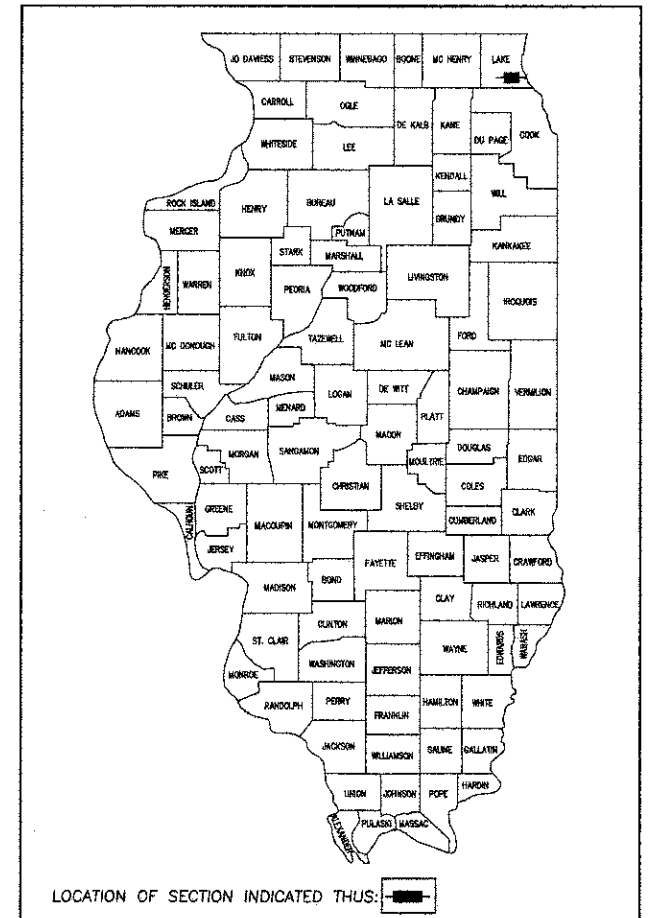 JO DAVIESS STEVENSON WINNEBAGO BOONE MC HENRY LAKE
CARROLL OGLE DE KALB KANE COOK
DU PAGE
WHITESIDE LEE
KENDALL WILL
ROCK ISLAND HENRY BUREAU LA SALLE GRUNDY
MERCER PUTNAM KANKAKEE
STARK MARSHALL
HENDERSON WARREN KNOX PEORIA WOODFORD LIVINGSTON IROQUOIS
FULTON TAZEWELL MC LEAN FORD
HANCOCK MC DONOUGH
MASON
SCHULER LOGAN DE WITT CHAMPAIGN VERMILION
ADAMS BROWN CASS MENARD PIATT
MACON
MORGAN SANGAMON MOULTRIE DOUGLAS EDGAR
PIKE SCOTT CHRISTIAN COLES
SHELBY
CALHOUN GREENE MACOUPIN MONTGOMERY CUMBERLAND CLARK
JERSEY FAYETTE EFFINGHAM JASPER CRAWFORD
MADISON BOND
CLAY RICHLAND LAWRENCE
CLINTON MARION
ST. CLAIR WAYNE EDWARDS WABASH
WASHINGTON JEFFERSON
MONROE
RANDOLPH PERRY HAMILTON WHITE
FRANKLIN
JACKSON WILLIAMSON SALINE GALLATIN
UNION JOHNSON POPE HARDIN
ALEXANDER PULASKI MASSAC
LOCATION OF SECTION INDICATED THUS: